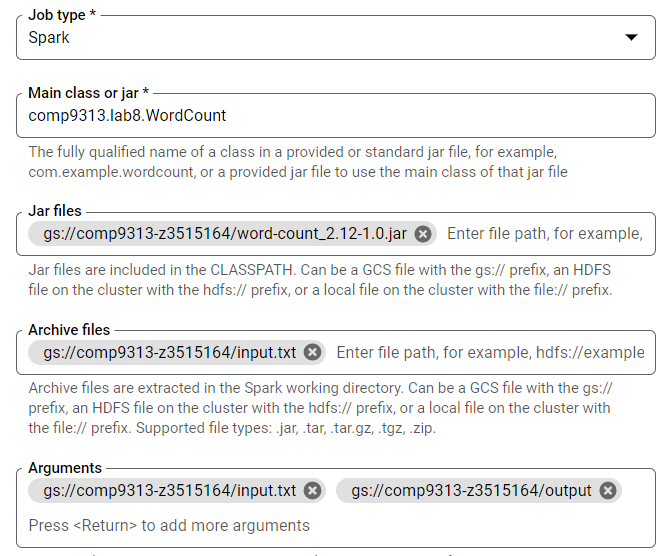 Job type *
Spark
Main class or jar *
comp9313.lab8.WordCount
The fully qualified name of a class in a provided or standard jar file, for example,
com.example.wordcount, or a provided jar file to use the main class of that jar file
Jar files
gs://comp9313-z3515164/word-count_2.12-1.0.jar Enter file path, for example,
Jar files are included in the CLASSPATH. Can be a GCS file with the gs:// prefix, an HDFS
file on the cluster with the hdfs:// prefix, or a local file on the cluster with the file:// prefix.
Archive files
gs://comp9313-z3515164/input.txt Enter file path, for example, hdfs://example
Archive files are extracted in the Spark working directory. Can be a GCS file with the gs://
prefix, an HDFS file on the cluster with the hdfs:// prefix, or a local file on the cluster with
the file:// prefix. Supported file types: .jar, .tar, .tar.gz, .tgz, .zip.
Arguments
gs://comp9313-z3515164/input.txt gs://comp9313-z3515164/output
Press <Return> to add more arguments